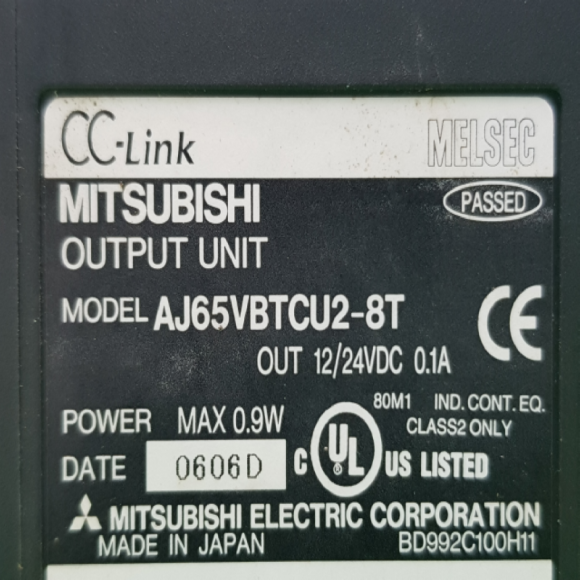 CC-Link MELSEC
MITSUBISHI PASSED
OUTPUT UNIT
MODEL AJ65VBTCU2-8T
CE
OUT 12/24VDC 0.1A
80M1 IND. CONT. EQ.
POWER MAX 0.9W CLASS2 ONLY
DATE 0606D C UL ® US LISTED
MITSUBISHI ELECTRIC CORPORATION
MADE IN JAPAN BD992C100H11